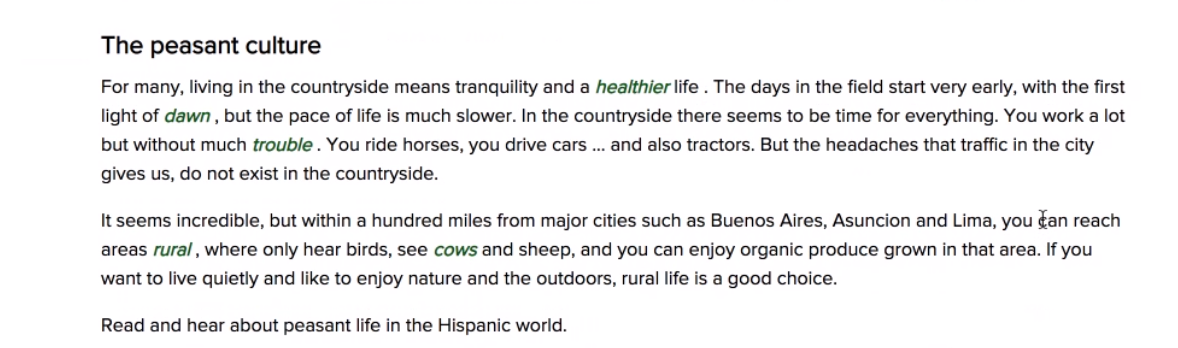 The peasant culture
For many, living in the countryside means tranquility and a healthier life . The days in the field start very early, with the first
light of dawn , but the pace of life is much slower. In the countryside there seems to be time for everything. You work a lot
but without much trouble . You ride horses, you drive cars ... and also tractors. But the headaches that traffic in the city
gives us, do not exist in the countryside.
It seems incredible, but within a hundred miles from major cities such as Buenos Aires, Asuncion and Lima, you can reach
areas rural , where only hear birds, see cows and sheep, and you can enjoy organic produce grown in that area. If you
want to live quietly and like to enjoy nature and the outdoors, rural life is a good choice.
Read and hear about peasant life in the Hispanic world.